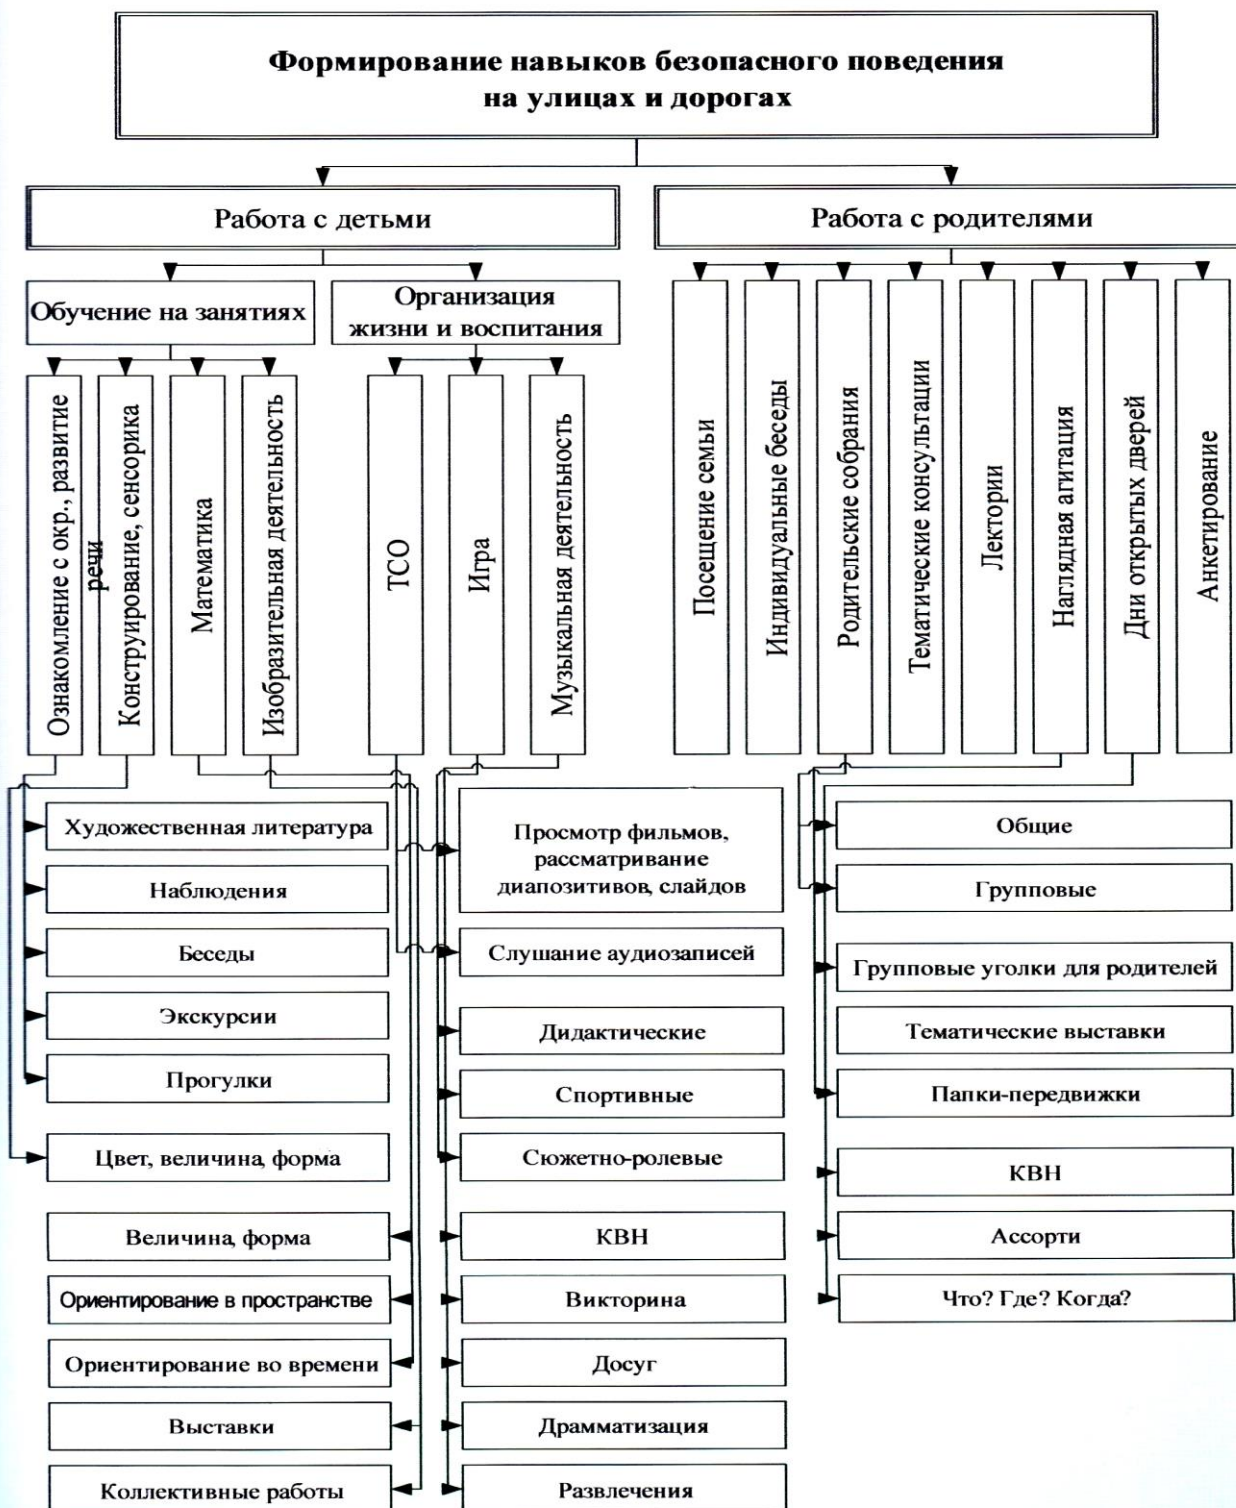 Формирование навыков безопасного поведения
на улицах и дорогах
Работа с детьми
Работа с родителями
Обучение на занятиях
Организация
жизни и воспитания
Ознакомление с окр., развитие
речи
Конструирование, сенсорика
Математика
Изобразительная деятельность
ТСО
Игра
Музыкальная деятельность
Посещение семьи
Индивидуальные беседы
Родительские собрания
Тематические консультации
Лектории
Наглядная агитация
Дни открытых дверей
Анкетирование
Художественная литература
Наблюдения
Беседы
Экскурсии
Прогулки
Цвет, величина, форма
Величина, форма
Ориентирование в пространстве
Ориентирование во времени
Выставки
Коллективные работы
Просмотр фильмов,
рассматривание
диапозитивов, слайдов
Слушание аудиозаписей
Дидактические
Спортивные
Сюжетно-ролевые
КВН
Викторина
Досуг
Драмматизация
Развлечения
Общие
Групповые
Групповые уголки для родителей
Тематические выставки
Папки-передвижки
КВН
Ассорти
Что? Где? Когда?